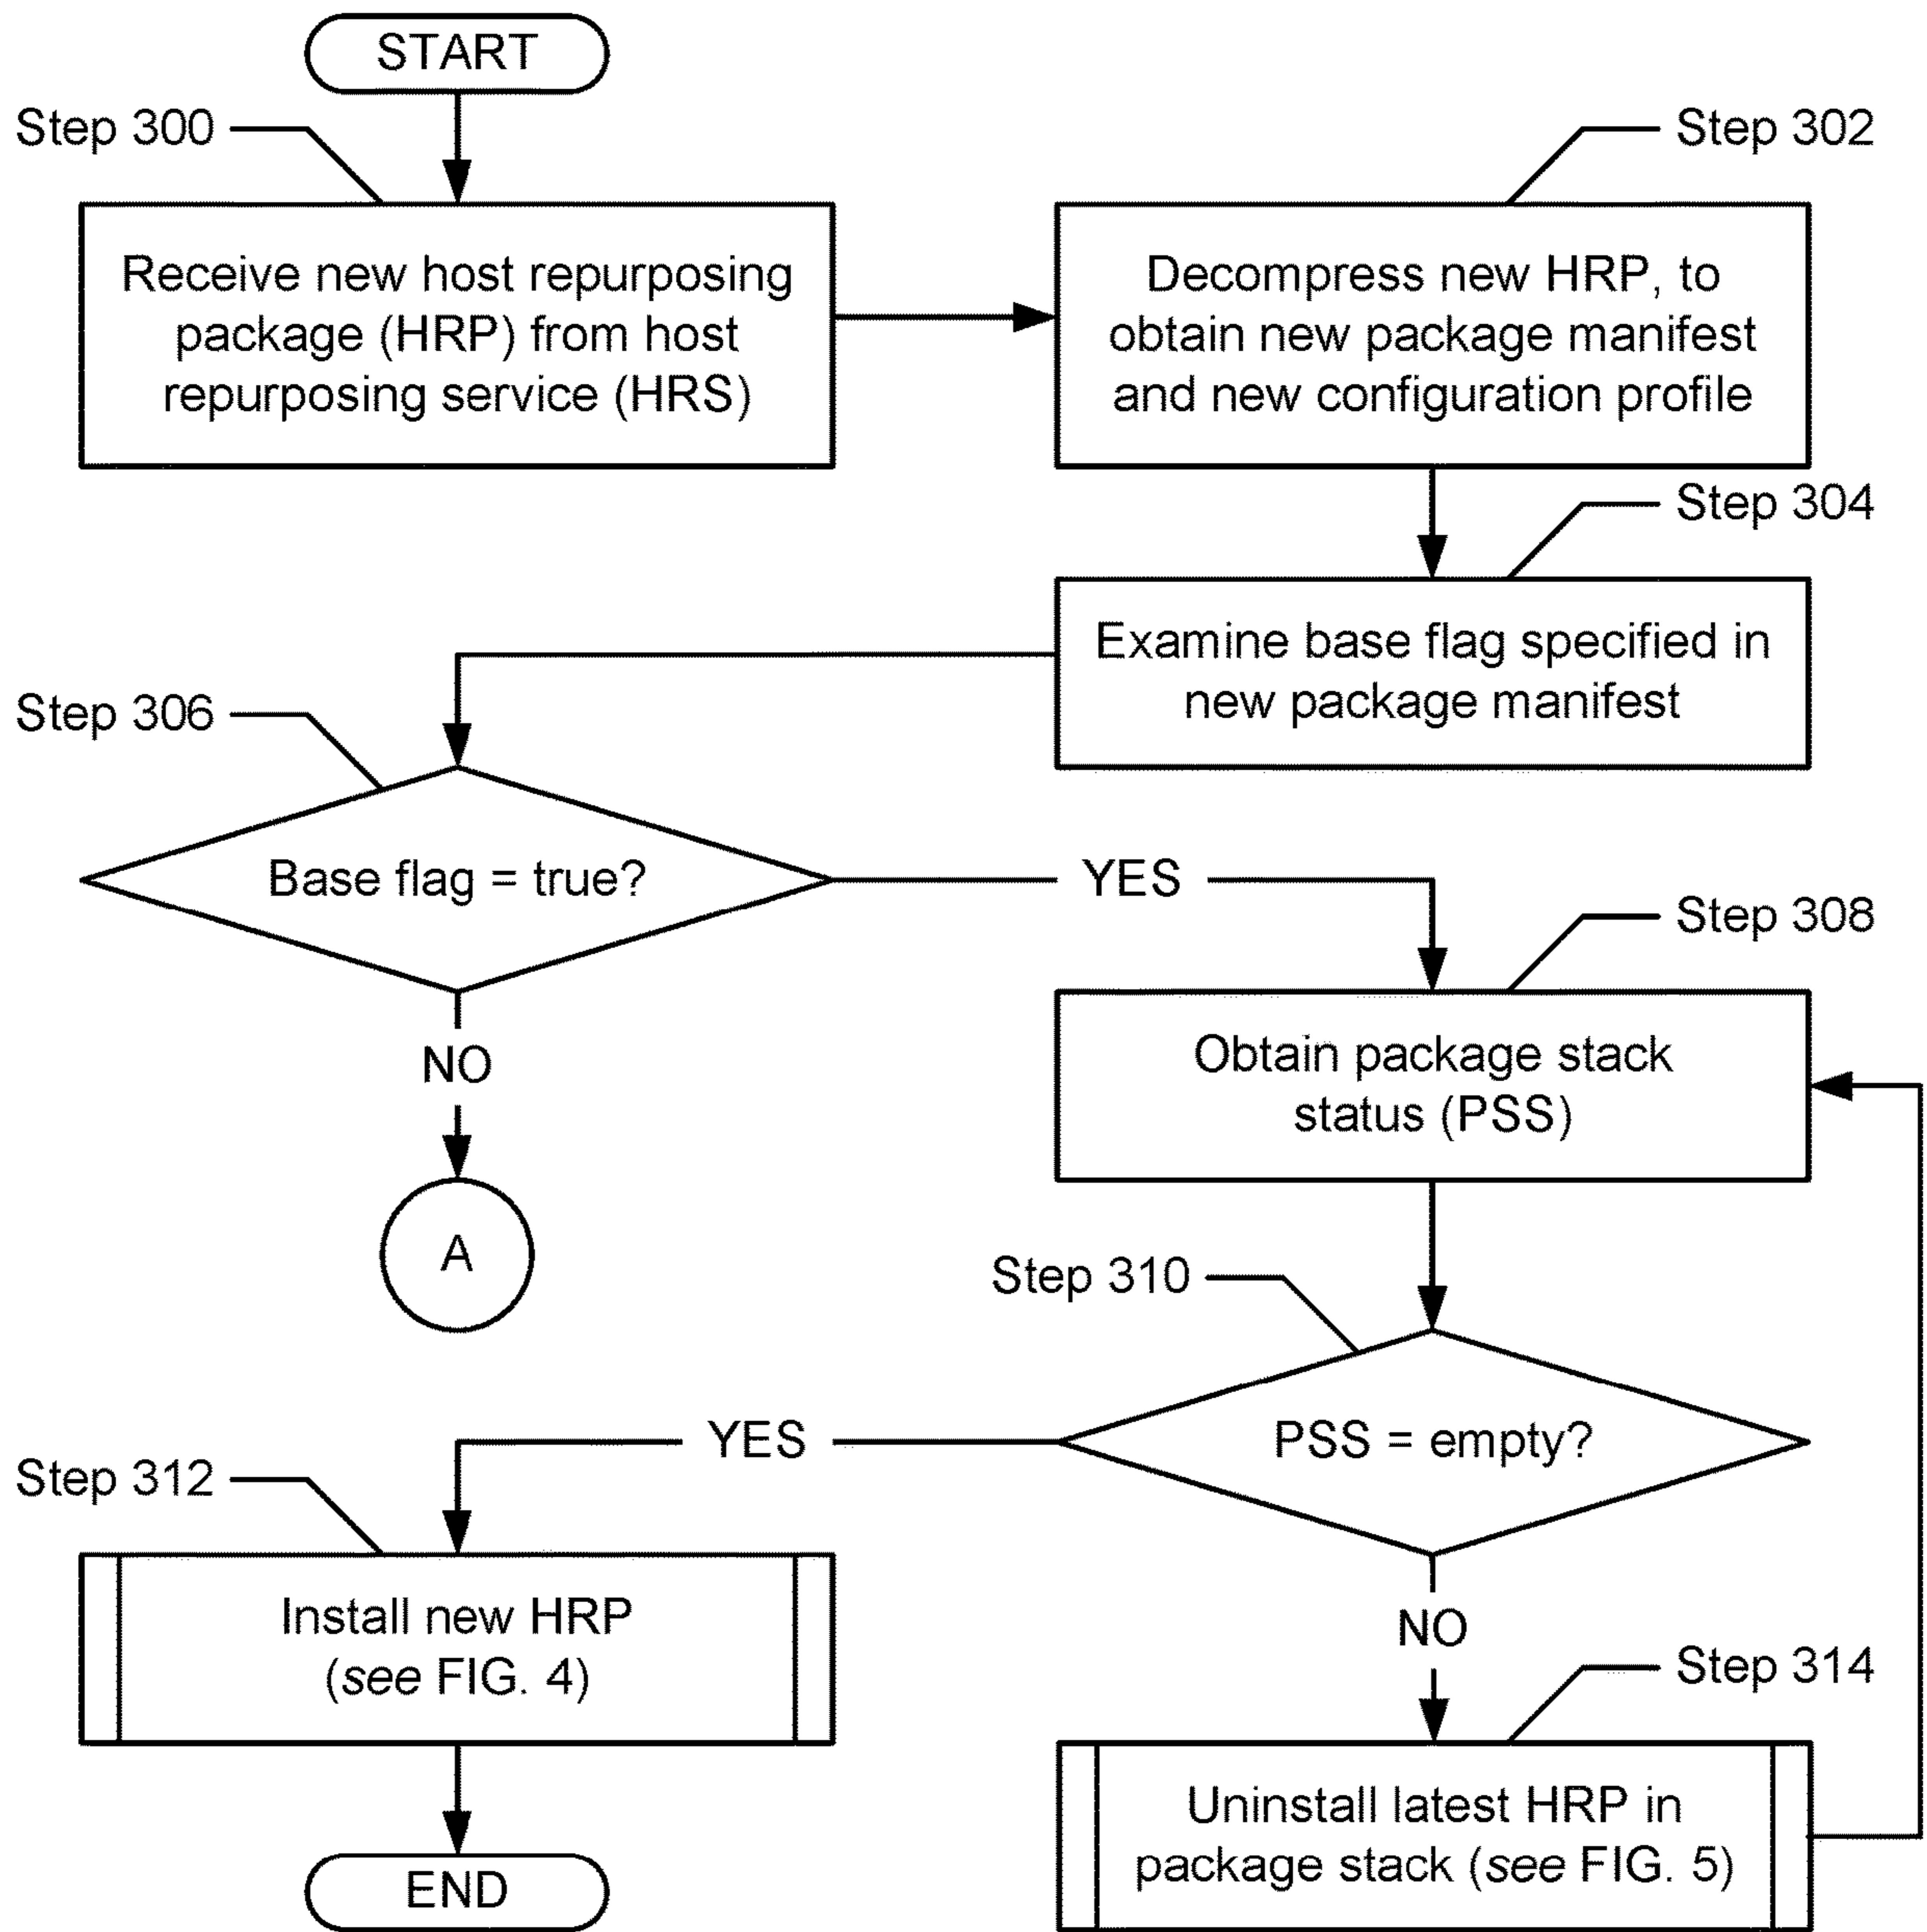 START
Step 300
Step 302
Receive new host repurposing
package (HRP) from host
repurposing service (HRS)
Decompress new HRP, to
obtain new package manifest
and new configuration profile
Step 304
Examine base flag specified in
new package manifest
Step 306
Base flag = true?
YES
Step 308
NO
Obtain package stack
status (PSS)
A
Step 310
PSS = empty?
YES
Step 312
Install new HRP
(see FIG. 4)
NO
Step 314
Uninstall latest HRP in
package stack (see FIG. 5)
END